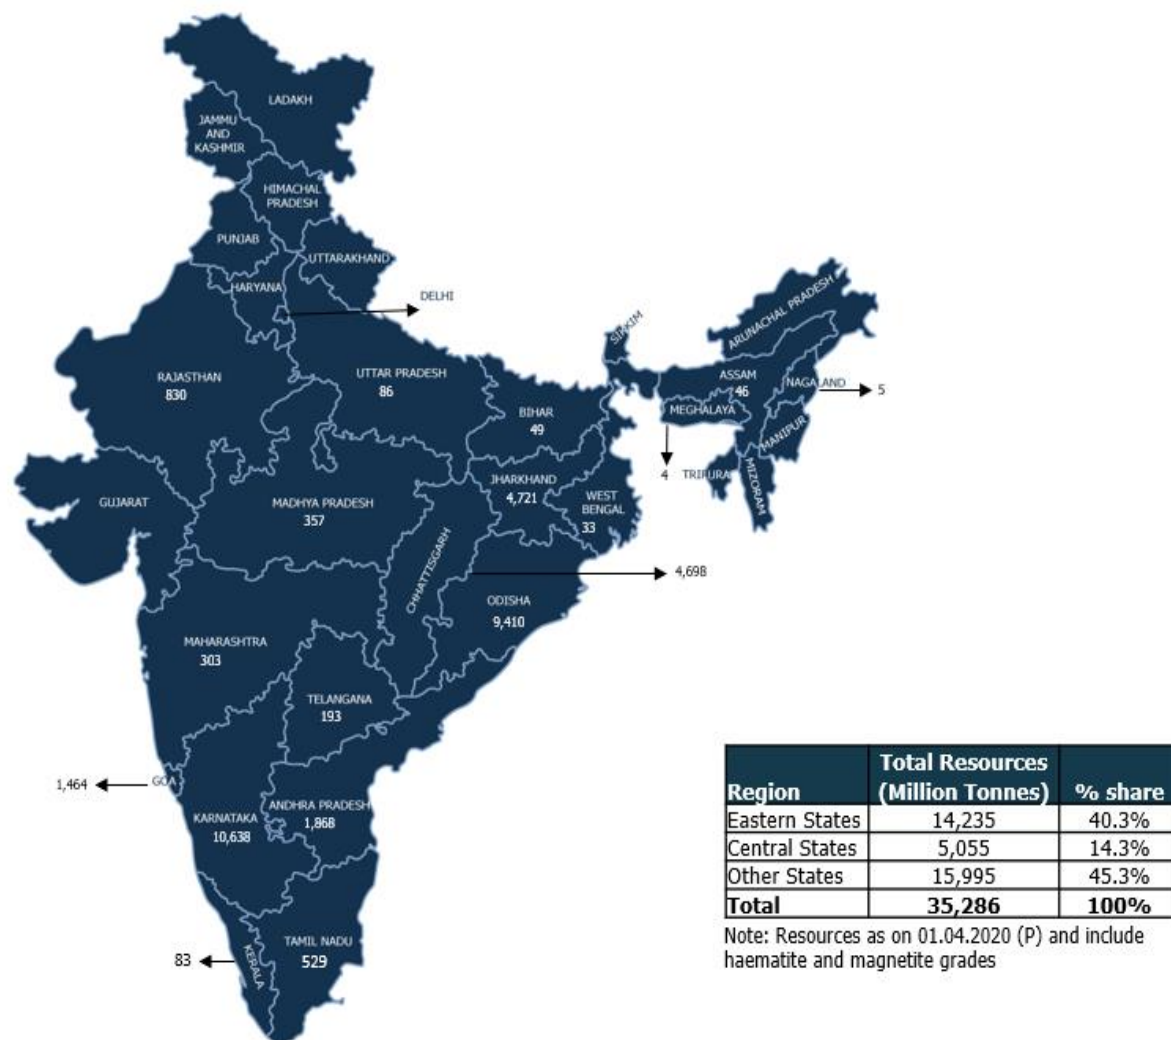 LADAKH
JAMMU
AND
KASHMIR
HIMACHAL
PRADESH
PUNJAB
UTTARAKHAND
HARYANA
DELHI
ARUNACHAL PRADESH
SIKKIM
RAJASTHAN
830
UTTAR PRADESH
86
ASSAM
46
NAGALAND
5
BIHAR
49
MEGHALAYA
4
MANIPUR
TRIPURA
MIZORAM
GUJARAT
MADHYA PRADESH
357
JHARKHAND
4,721
WEST
BENGAL
33
CHHATTISGARH
4,698
ODISHA
9,410
MAHARASHTRA
303
TELANGANA
193
1,464
GOA
KARNATAKA
10,638
ANDHRA PRADESH
1,868
83
KERALA
TAMIL NADU
529
Region Total Resources (Million Tonnes) % share
Eastern States 14,235 40.3%
Central States 5,055 14.3%
Other States 15,995 45.3%
Total 35,286 100%
Note: Resources as on 01.04.2020 (P) and include
haematite and magnetite grades